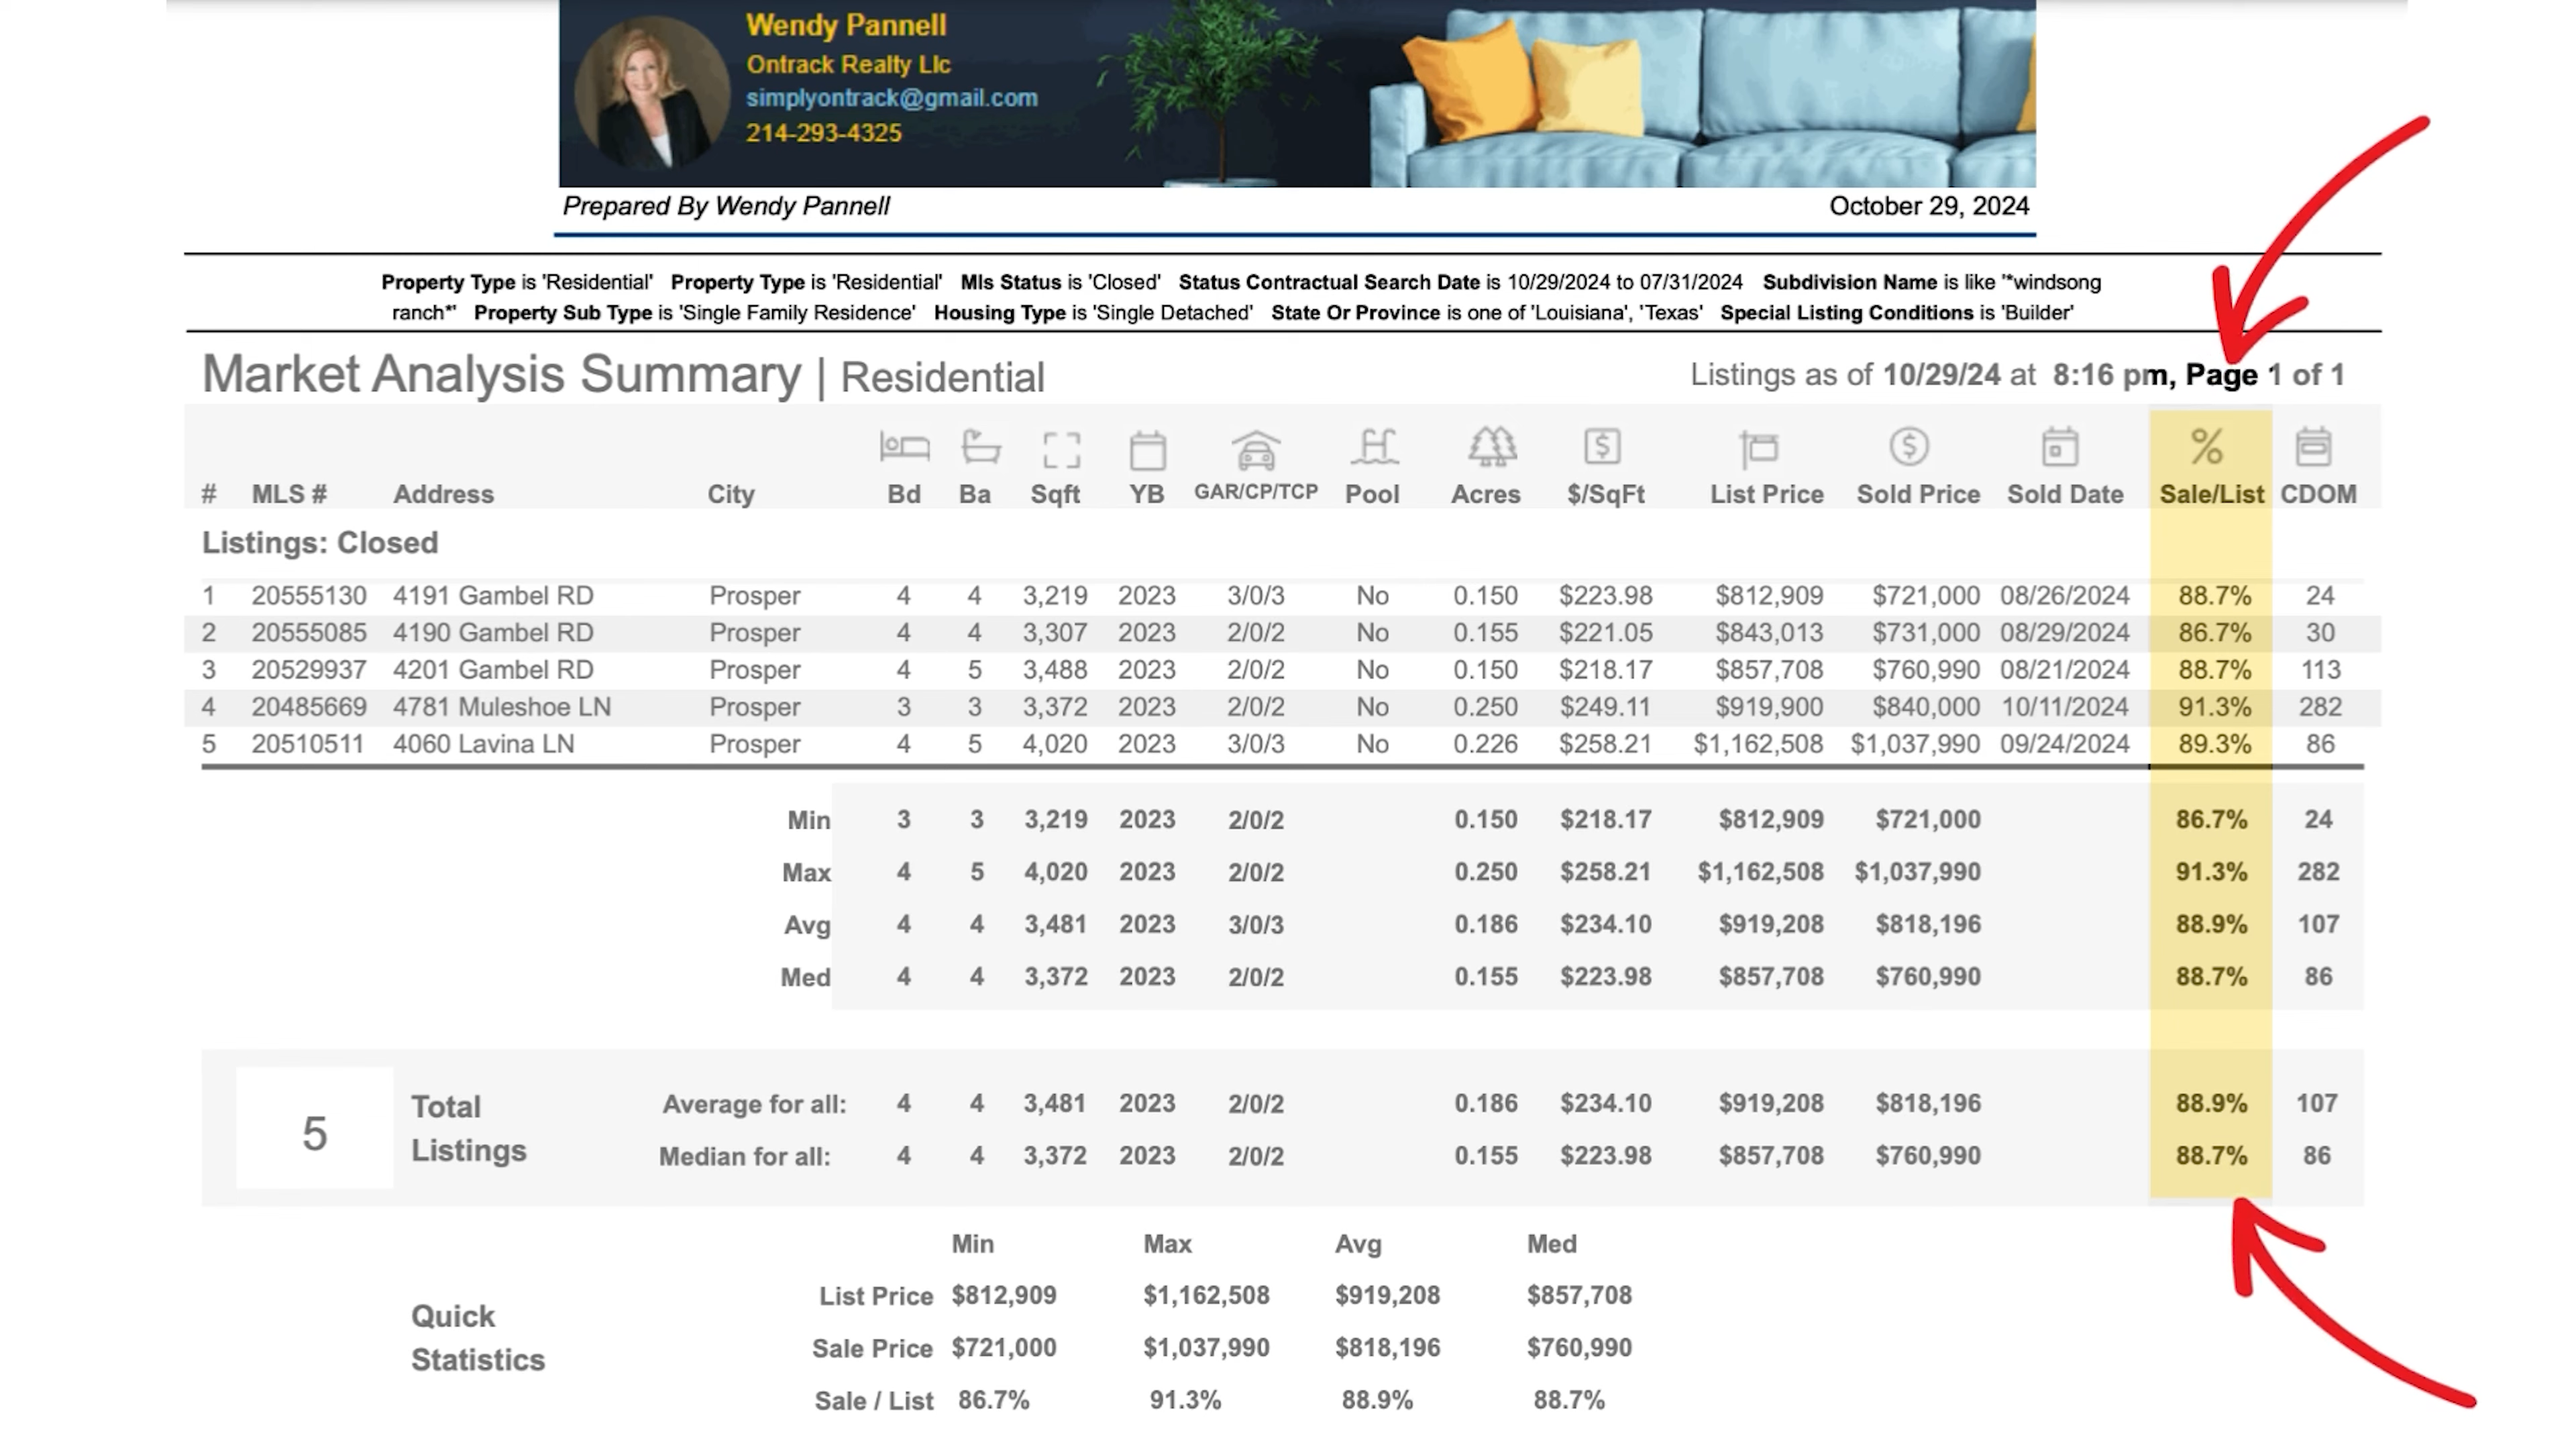 Wendy Pannell
Ontrack Realty Llc
simplyontrack@gmail.com
214-293-4325
Prepared By Wendy Pannell October 29, 2024
Property Type is 'Residential' Property Type is 'Residential' Mls Status is 'Closed' Status Contractual Search Date is 10/29/2024 to 07/31/2024 Subdivision Name is like '*windsong
ranch*' Property Sub Type is 'Single Family Residence' Housing Type is 'Single Detached' State Or Province is one of 'Louisiana', 'Texas' Special Listing Conditions is 'Builder'
Market Analysis Summary | Residential Listings as of 10/29/24 at 8:16 pm, Page 1 of 1
# MLS # Address City Bd Ba Sqft YB GAR/CP/TCP Pool Acres $/SqFt List Price Sold Price Sold Date Sale/List CDOM
Listings: Closed
1 20555130 4191 Gambel RD Prosper 4 4 3,219 2023 3/0/3 No 0.150 $223.98 $812,909 $721,000 08/26/2024 88.7% 24
2 20555085 4190 Gambel RD Prosper 4 4 3,307 2023 2/0/2 No 0.155 $221.05 $843,013 $731,000 08/29/2024 86.7% 30
3 20529937 4201 Gambel RD Prosper 4 5 3,488 2023 2/0/2 No 0.150 $218.17 $857,708 $760,990 08/21/2024 88.7% 113
4 20485669 4781 Muleshoe LN Prosper 3 3 3,372 2023 2/0/2 No 0.250 $249.11 $919,900 $840,000 10/11/2024 91.3% 282
5 20510511 4060 Lavina LN Prosper 4 5 4,020 2023 3/0/3 No 0.226 $258.21 $1,162,508 $1,037,990 09/24/2024 89.3% 86
Min 3 3 3,219 2023 2/0/2 0.150 $218.17 $812,909 $721,000 86.7% 24
Max 4 5 4,020 2023 2/0/2 0.250 $258.21 $1,162,508 $1,037,990 91.3% 282
Avg 4 4 3,481 2023 3/0/3 0.186 $234.10 $919,208 $818,196 88.9% 107
Med 4 4 3,372 2023 2/0/2 0.155 $223.98 $857,708 $760,990 88.7% 86
5 Total Listings
Average for all: 4 4 3,481 2023 2/0/2 0.186 $234.10 $919,208 $818,196 88.9% 107
Median for all: 4 4 3,372 2023 2/0/2 0.155 $223.98 $857,708 $760,990 88.7% 86
Min Max Avg Med
Quick Statistics
List Price $812,909 $1,162,508 $919,208 $857,708
Sale Price $721,000 $1,037,990 $818,196 $760,990
Sale / List 86.7% 91.3% 88.9% 88.7%